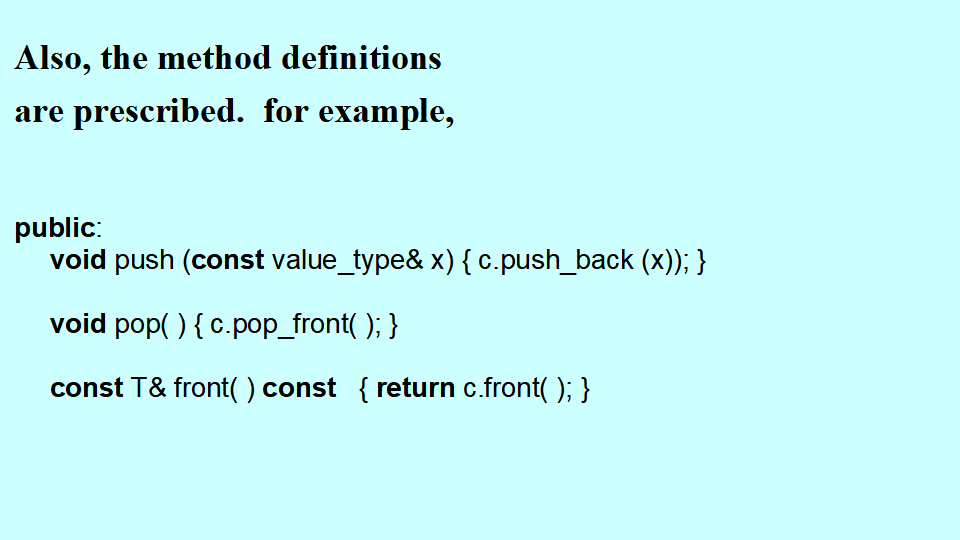 Also, the method definitions
are prescribed.  for example,
public:
void push (const value_type& x) { c.push_back (x)); }
void pop( ) { c.pop_front( ); }
const T& front( ) const   { return c.front( ); }